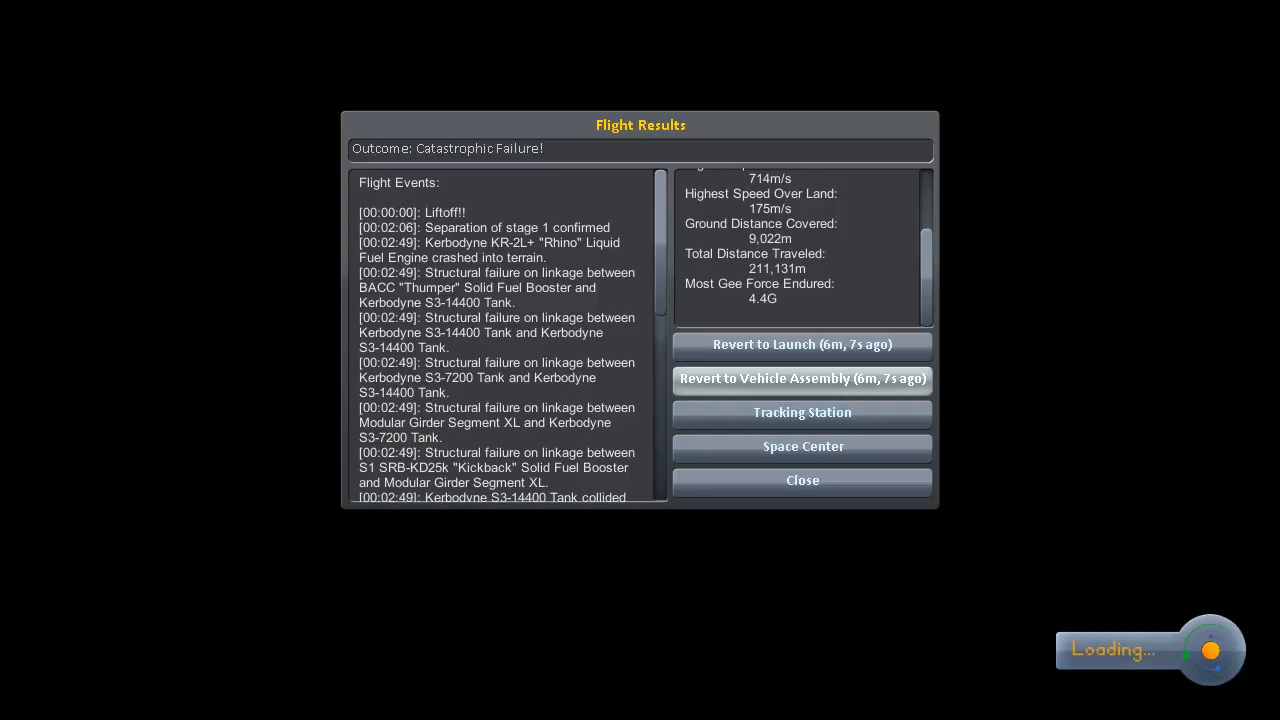 Flight Results
Outcome: Catastrophic Failure!
Flight Events:
[00:00:00]: Liftoff!!
[00:02:06]: Separation of stage 1 confirmed
[00:02:49]: Kerbodyne KR-2L+ "Rhino" Liquid
Fuel Engine crashed into terrain.
[00:02:49]: Structural failure on linkage between
BACC "Thumper" Solid Fuel Booster and
Kerbodyne S3-14400 Tank.
[00:02:49]: Structural failure on linkage between
Kerbodyne S3-14400 Tank and Kerbodyne
S3-14400 Tank.
[00:02:49]: Structural failure on linkage between
Kerbodyne S3-7200 Tank and Kerbodyne
S3-14400 Tank.
[00:02:49]: Structural failure on linkage between
Modular Girder Segment XL and Kerbodyne
S3-7200 Tank.
[00:02:49]: Structural failure on linkage between
S1 SRB-KD25k "Kickback" Solid Fuel Booster
and Modular Girder Segment XL.
[00:02:49]: Kerbodyne S3-14400 Tank collided
714m/s
Highest Speed Over Land:
175m/s
Ground Distance Covered:
9,022m
Total Distance Traveled:
211,131m
Most Gee Force Endured:
4.4G
Revert to Launch (6m, 7s ago)
Revert to Vehicle Assembly (6m, 7s ago)
Tracking Station
Space Center
Close
Loading...